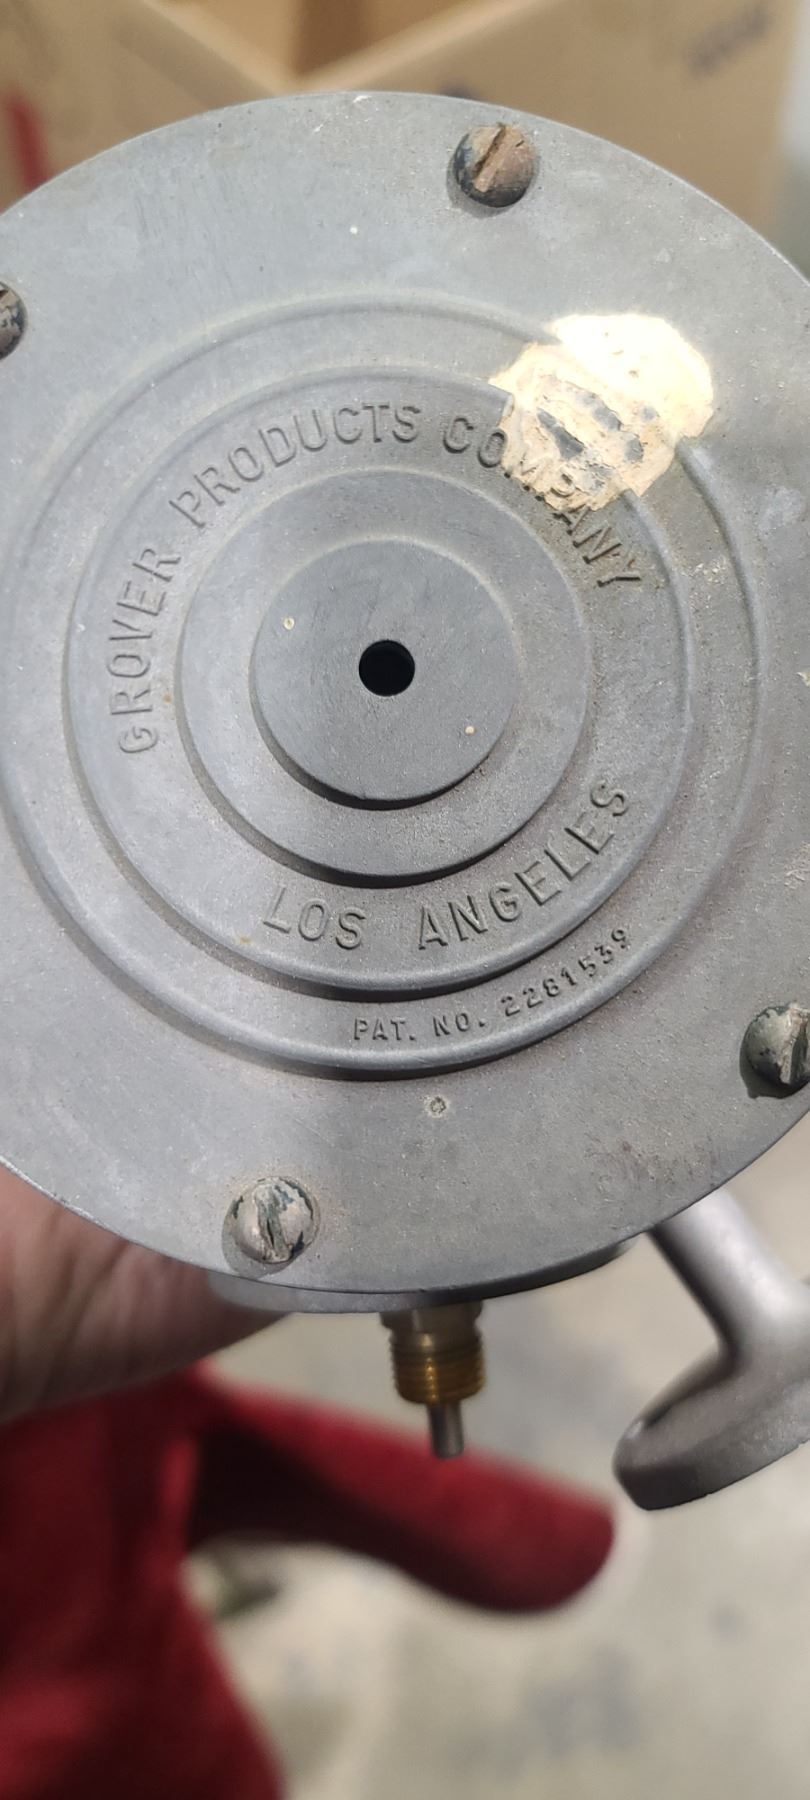 GROVER PRODUCTS COMPANY
LOS ANGELES
PAT. NO. 2281539